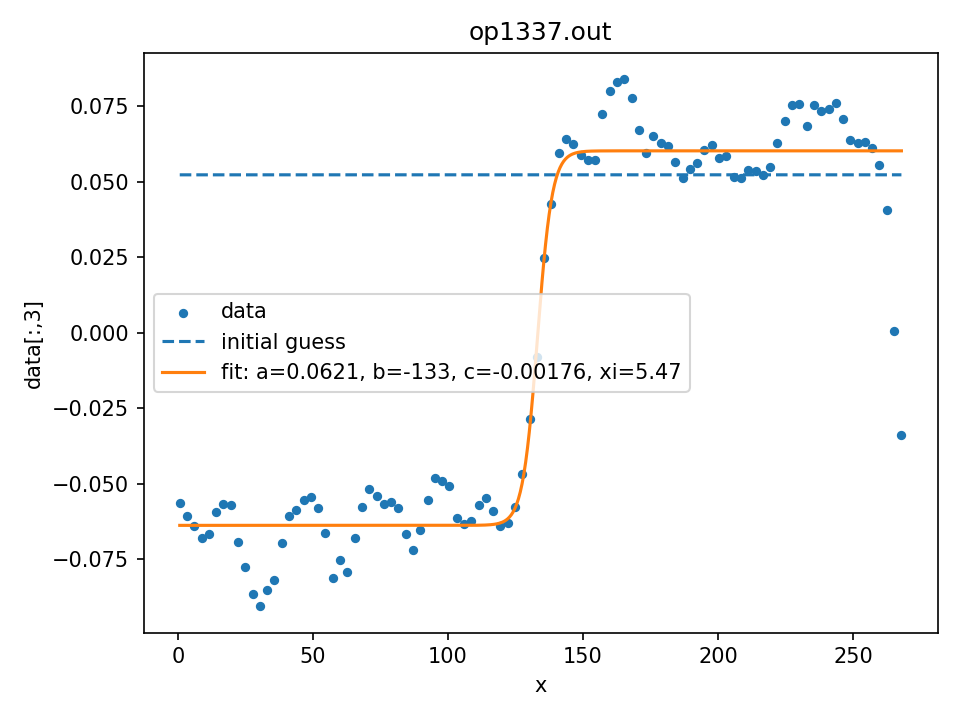 op1337.out
0.075
0.050
0.025
0.000
−0.025
−0.050
−0.075
data[:,3]
data
initial guess
fit: a=0.0621, b=-133, c=-0.00176, xi=5.47
0 50 100 150 200 250
x